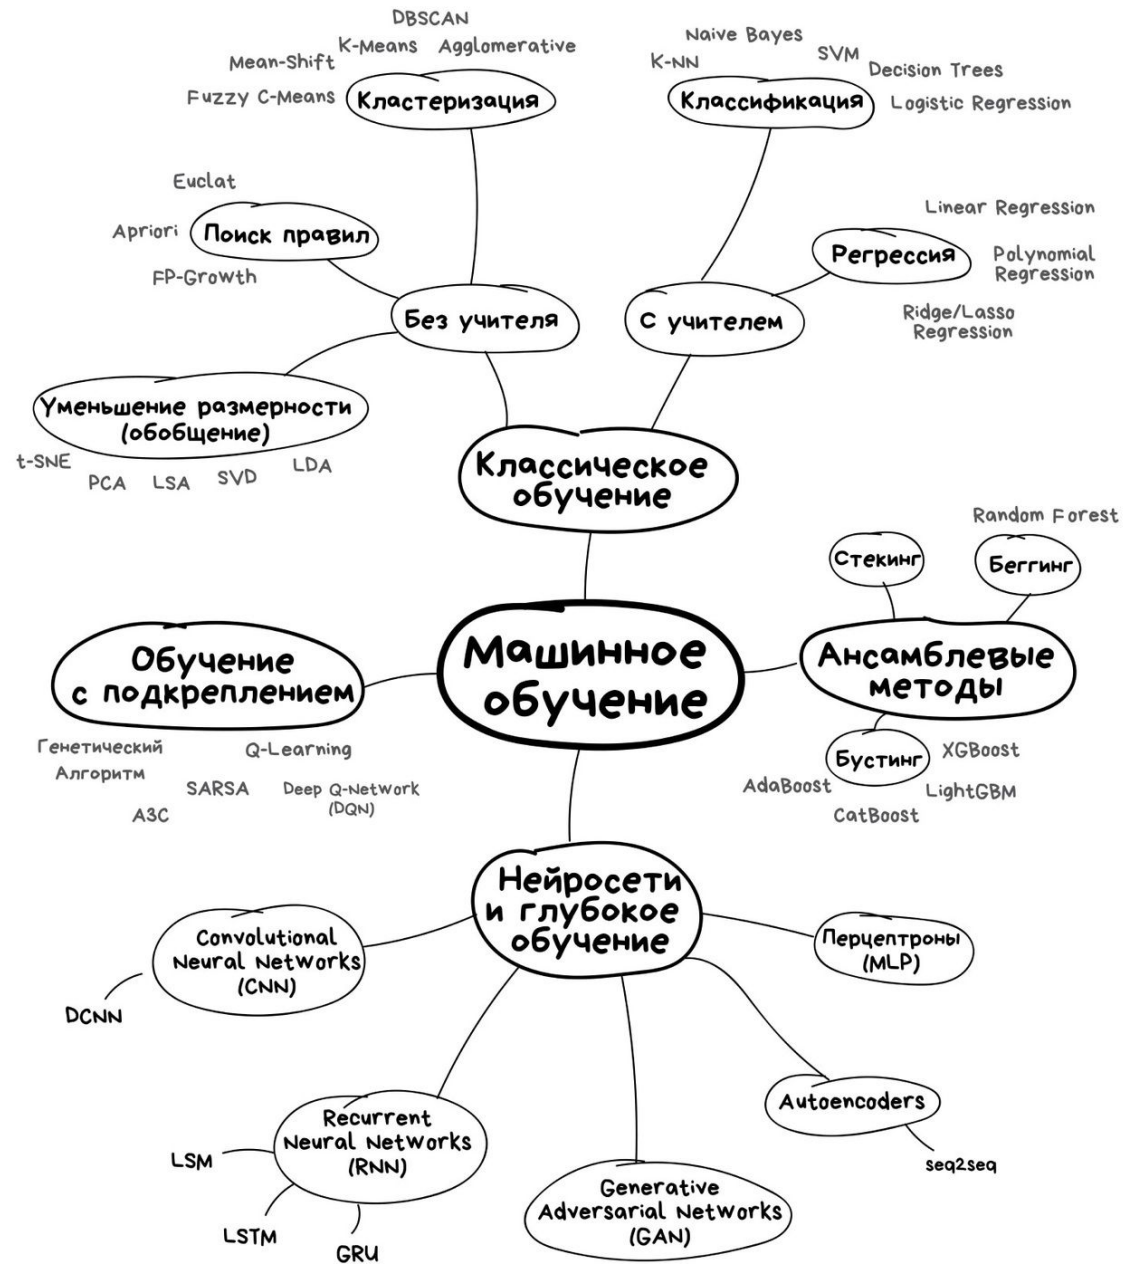 DBSCAN
K-Means
Agglomerative
Mean-Shift
Fuzzy C-Means
Кластеризация
Naive Bayes
K-NN
SVM
Decision Trees
Классификация
Logistic Regression
Euclat
Apriori
Поиск правил
FP-Growth
Linear Regression
Регрессия
Polynomial
Regression
Ridge/Lasso
Regression
Без учителя
С учителем
Уменьшение размерности
(обобщение)
t-SNE
PCA
LSA
SVD
LDA
Классическое
обучение
Random Forest
Стекинг
Беггинг
Обучение
с подкреплением
Машинное
обучение
Ансамблевые
методы
Генетический
Алгоритм
Q-Learning
SARSA
Deep Q-Network
(DQN)
A3C
Бустинг
XGBoost
AdaBoost
LightGBM
CatBoost
Нейросети
и глубокое
обучение
Convolutional
Neural Networks
(CNN)
DCNN
Перцептроны
(MLP)
Autoencoders
seq2seq
Recurrent
Neural Networks
(RNN)
LSM
LSTM
GRU
Generative
Adversarial Networks
(GAN)